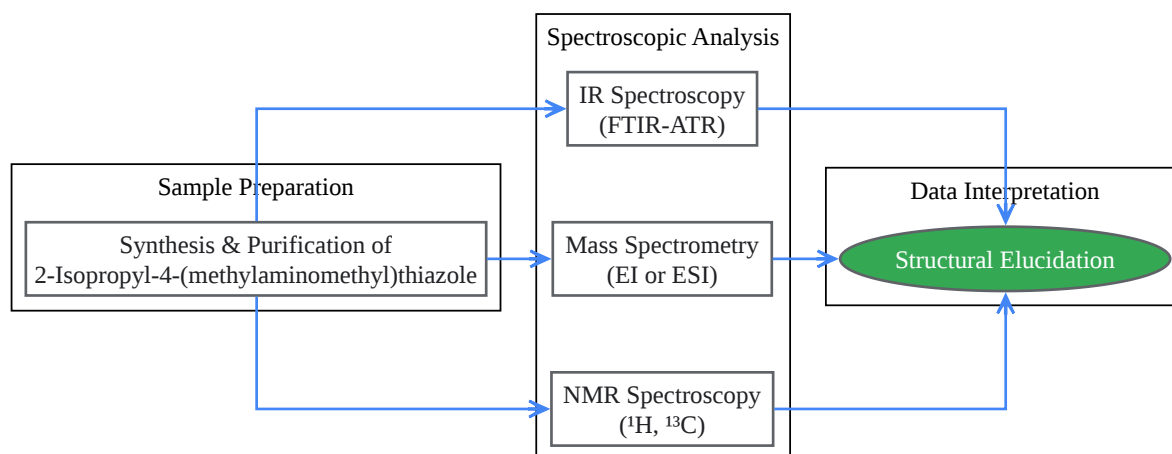 Sample Preparation
Synthesis & Purification of
2-Isopropyl-4-(methylaminomethyl)thiazole
Spectroscopic Analysis
IR Spectroscopy
(FTIR-ATR)
Mass Spectrometry
(EI or ESI)
NMR Spectroscopy
(¹H, ¹³C)
Data Interpretation
Structural Elucidation